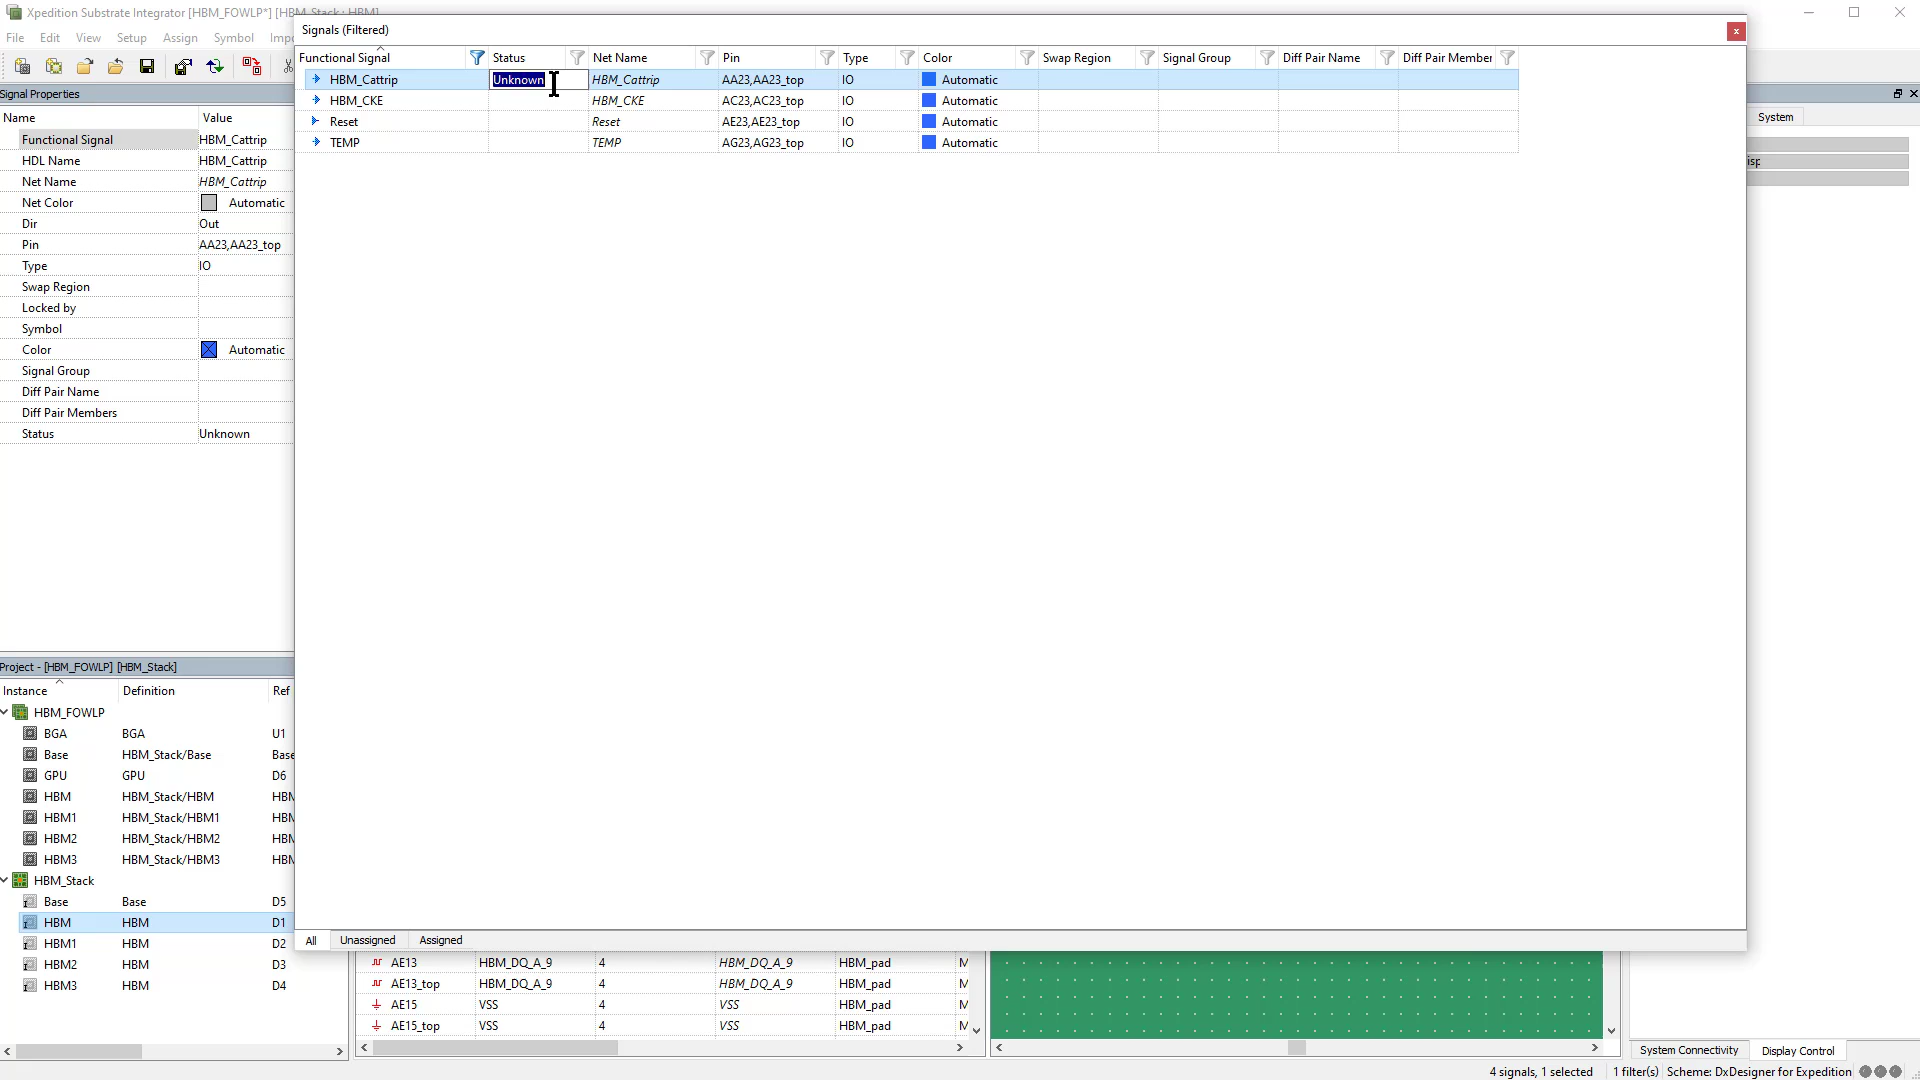 Xpedition Substrate Integrator [HBM_FOWLP*] [HBM_Stack : HBM]
File Edit View Setup Assign Symbol
Signal Properties
Name Value
Functional Signal HBM_Cattrip
HDL Name HBM_Cattrip
Net Name HBM_Cattrip
Net Color Automatic
Dir Out
Pin AA23,AA23_top
Type IO
Swap Region
Locked by
Symbol
Color Automatic
Signal Group
Diff Pair Name
Diff Pair Members
Status Unknown
Signals (Filtered)
x
Functional Signal Status Net Name Pin Type Color Swap Region Signal Group Diff Pair Name Diff Pair Member
HBM_Cattrip Unknown HBM_Cattrip AA23,AA23_top IO Automatic
HBM_CKE HBM_CKE AC23,AC23_top IO Automatic
Reset Reset AE23,AE23_top IO Automatic
TEMP TEMP AG23,AG23_top IO Automatic
All Unassigned Assigned
System
isp
Project - [HBM_FOWLP] [HBM_Stack]
Instance Definition Ref
HBM_FOWLP
BGA BGA U1
Base HBM_Stack/Base Base
GPU GPU D6
HBM HBM_Stack/HBM HBM
HBM1 HBM_Stack/HBM1 HBM
HBM2 HBM_Stack/HBM2 HBM
HBM3 HBM_Stack/HBM3 HBM
HBM_Stack
Base Base D5
HBM HBM D1
HBM1 HBM D2
HBM2 HBM D3
HBM3 HBM D4
AE13 HBM_DQ_A_9 4 HBM_DQ_A_9 HBM_pad M
AE13_top HBM_DQ_A_9 4 HBM_DQ_A_9 HBM_pad M
AE15 VSS 4 VSS HBM_pad M
AE15_top VSS 4 VSS HBM_pad M
System Connectivity Display Control
4 signals, 1 selected 1 filter(s) Scheme: DxDesigner for Expedition